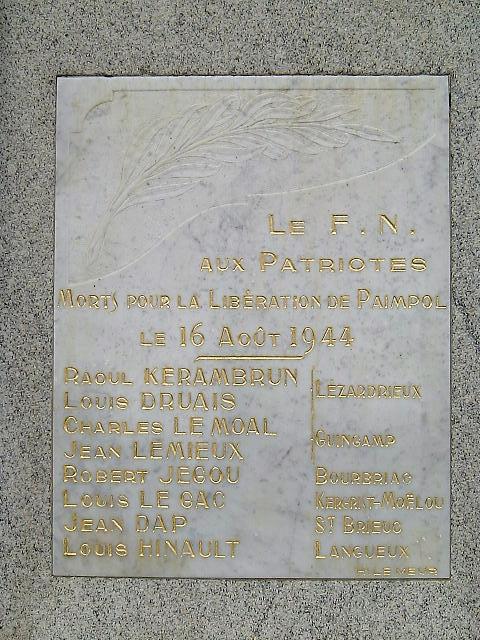 LE F. N.
AUX PATRIOTES
MORTS POUR LA LIBÉRATION DE PAIMPOL
LE 16 AOÛT 1944
RAOUL KERAMBRUN
LOUIS DRUAIS
LÉZARDRIEUX
CHARLES LE MOAL
JEAN LEMIEUX
GUINGAMP
ROBERT JEGOU BOURBRIAC
LOUIS LE GAC KERGRIST-MOËLOU
JEAN DAP ST BRIEUC
LOUIS HINAULT LANGUEUX